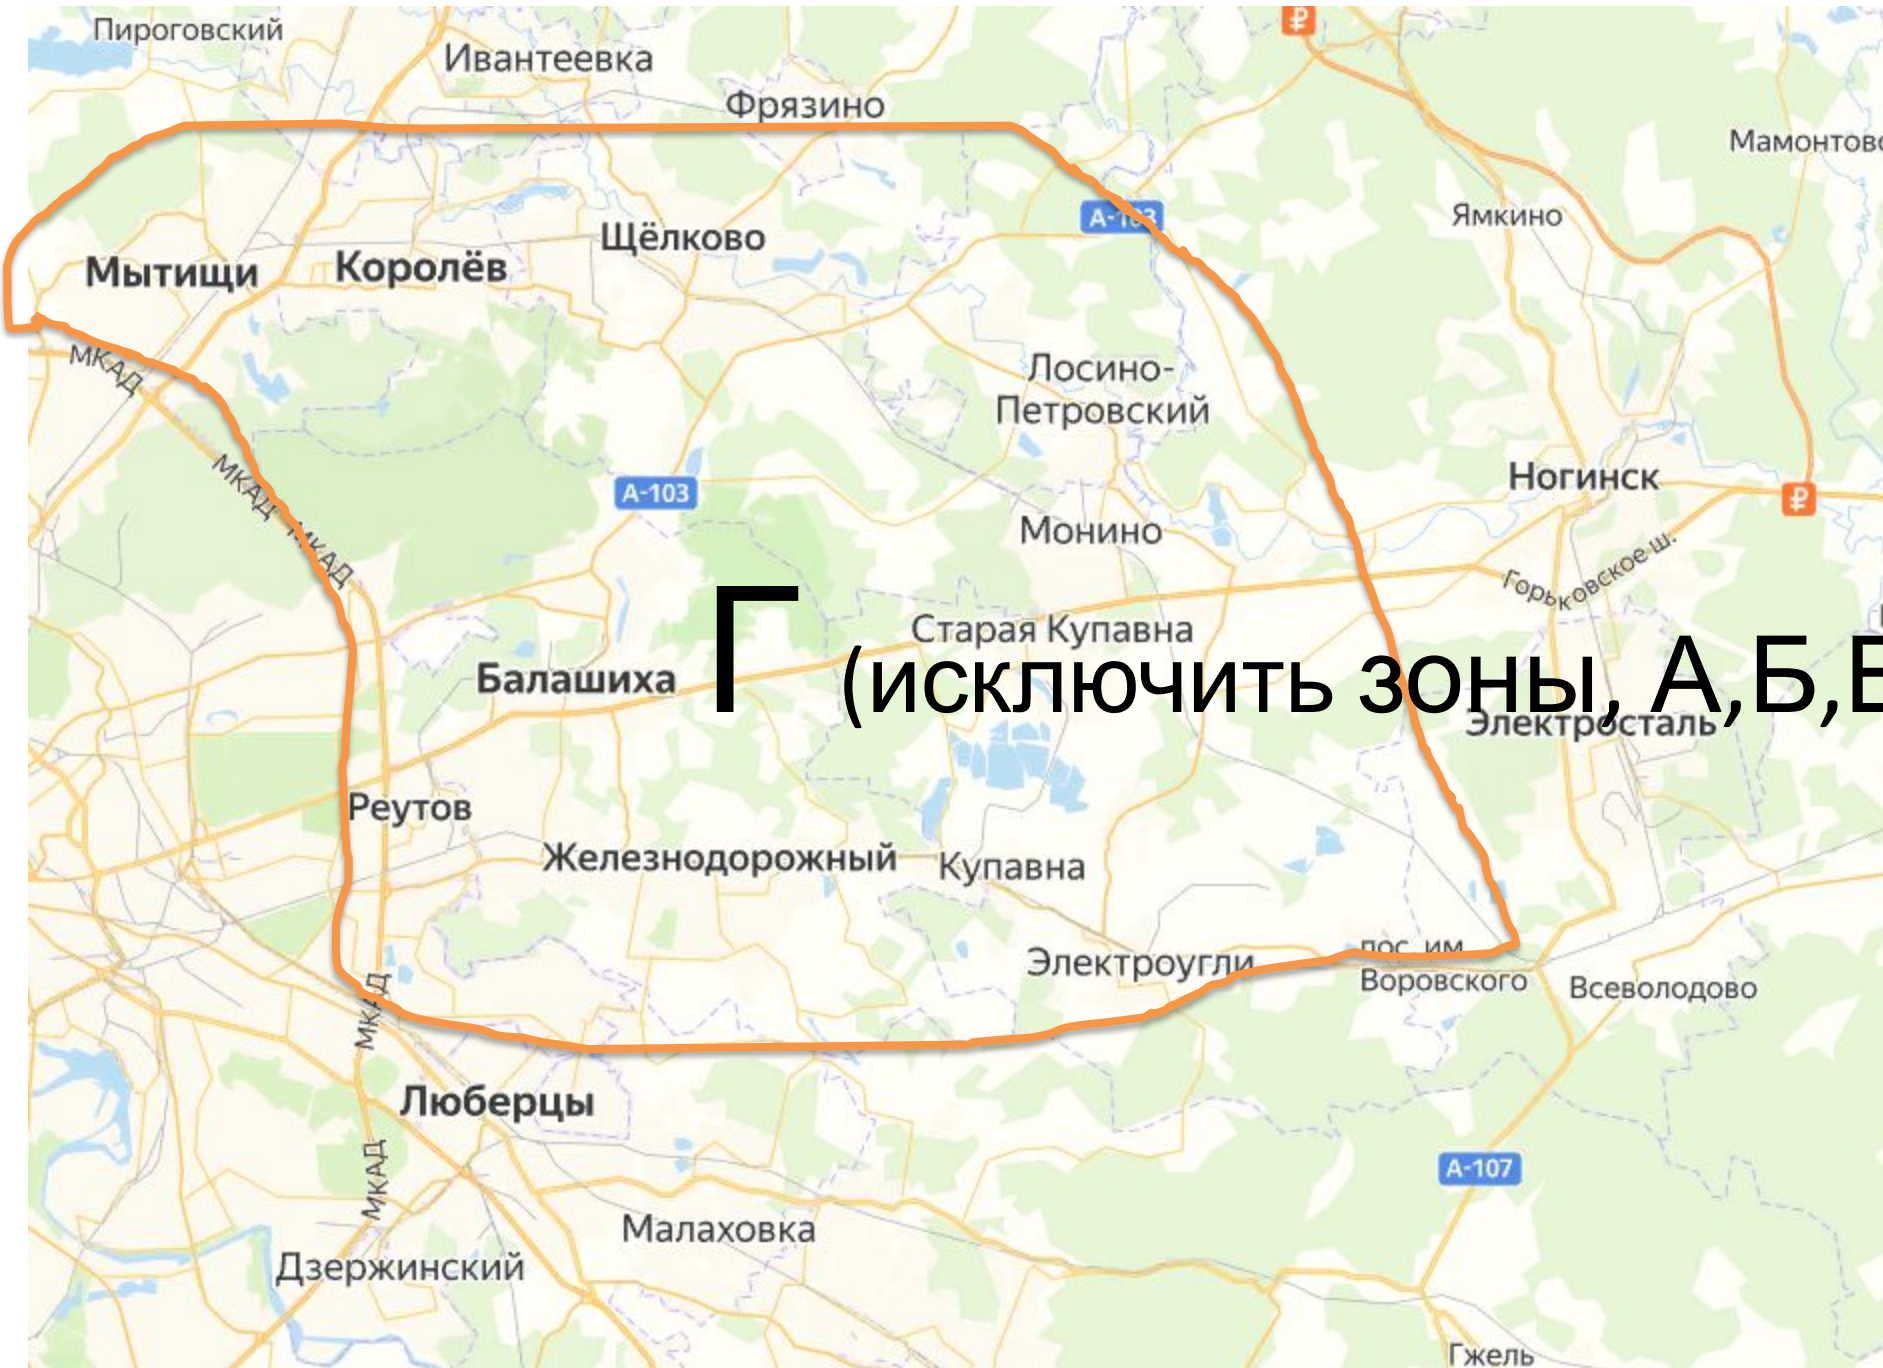 Пироговский
Ивантеевка
Фрязино
Мамонтово
Ямкино
А-103
Щёлково
Мытищи
Королёв
МКАД
Лосино-
Петровский
МКАД
А-103
Ногинск
МКАД
Монино
Горьковское ш.
Старая Купавна
Балашиха
Г (исключить зоны, А,Б,В
Электросталь
Реутов
Железнодорожный
Купавна
Электроугли
пос. им.
Воровского
Всеволодово
МКАД
Люберцы
А-107
МКАД
Малаховка
Дзержинский
Гжель